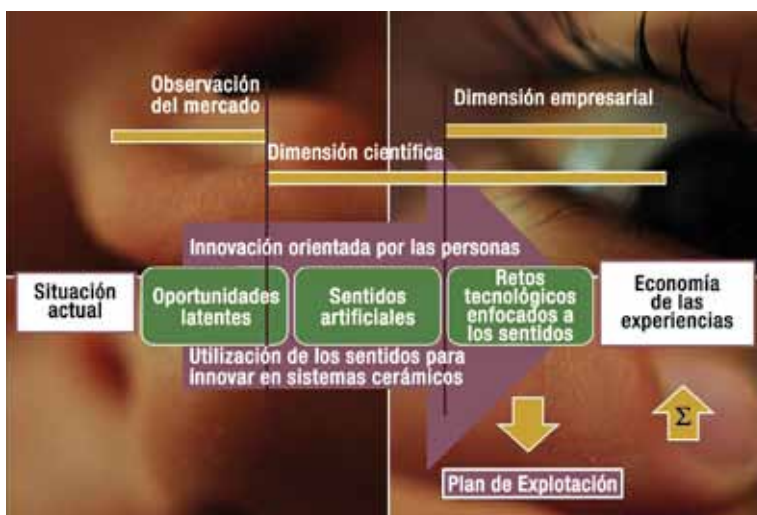 Observación
del mercado
Dimensión empresarial
Dimensión científica
Innovación orientada por las personas
Situación
actual
Oportunidades
latentes
Sentidos
artificiales
Retos
tecnológicos
enfocados a
los sentidos
Economía
de las
experiencias
Utilización de los sentidos para
Innovar en sistemas cerámicos
Σ
Plan de Explotación